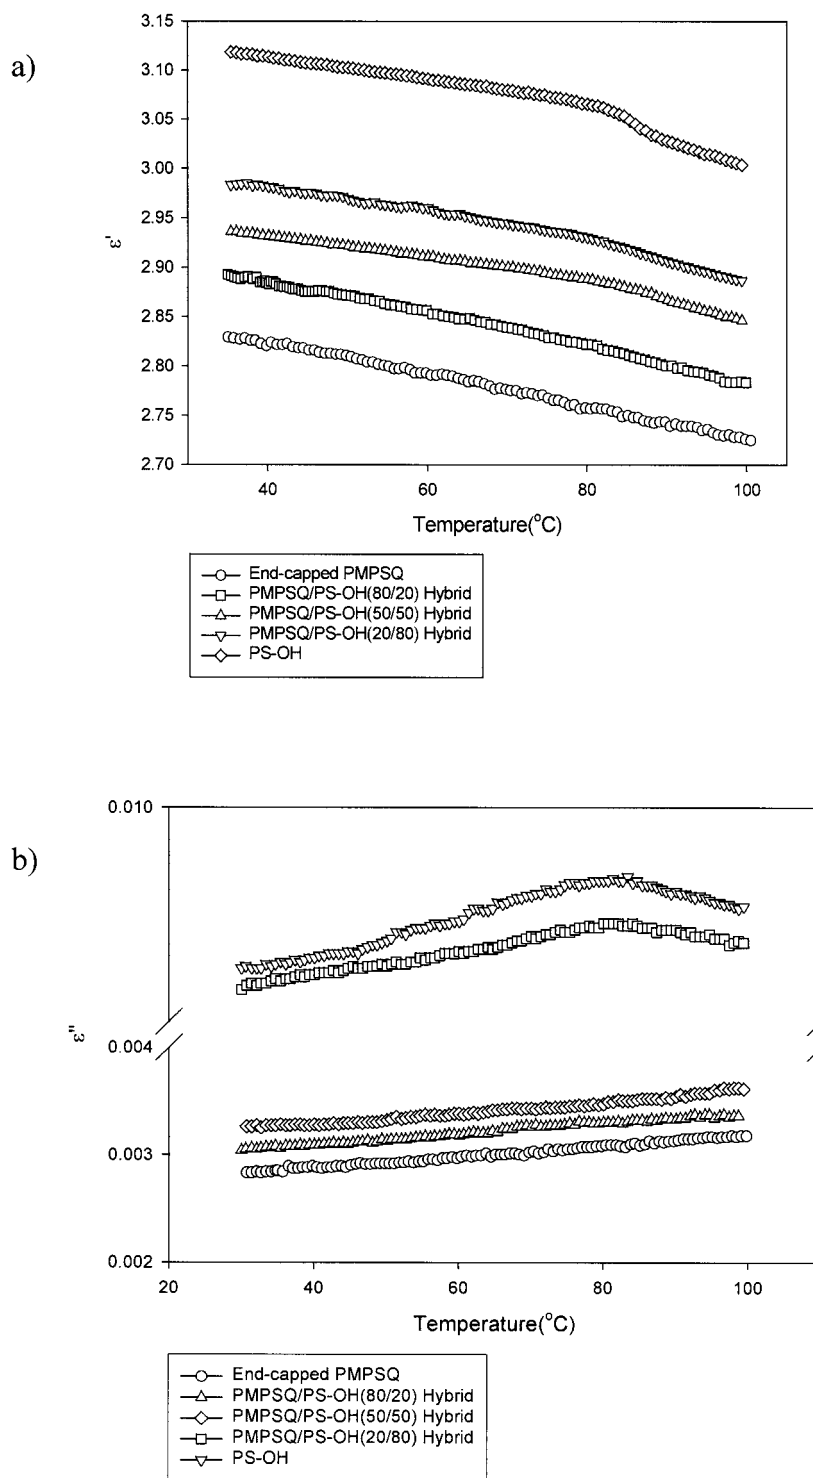 a)
3.15
3.10
3.05
3.00
2.95
2.90
2.85
2.80
2.75
2.70
ε'
40 60 80 100
Temperature(°C)
End-capped PMPSQ
PMPSQ/PS-OH(80/20) Hybrid
PMPSQ/PS-OH(50/50) Hybrid
PMPSQ/PS-OH(20/80) Hybrid
PS-OH
b)
0.010
ε"
0.004
0.003
0.002
20 40 60 80 100
Temperature(°C)
End-capped PMPSQ
PMPSQ/PS-OH(80/20) Hybrid
PMPSQ/PS-OH(50/50) Hybrid
PMPSQ/PS-OH(20/80) Hybrid
PS-OH